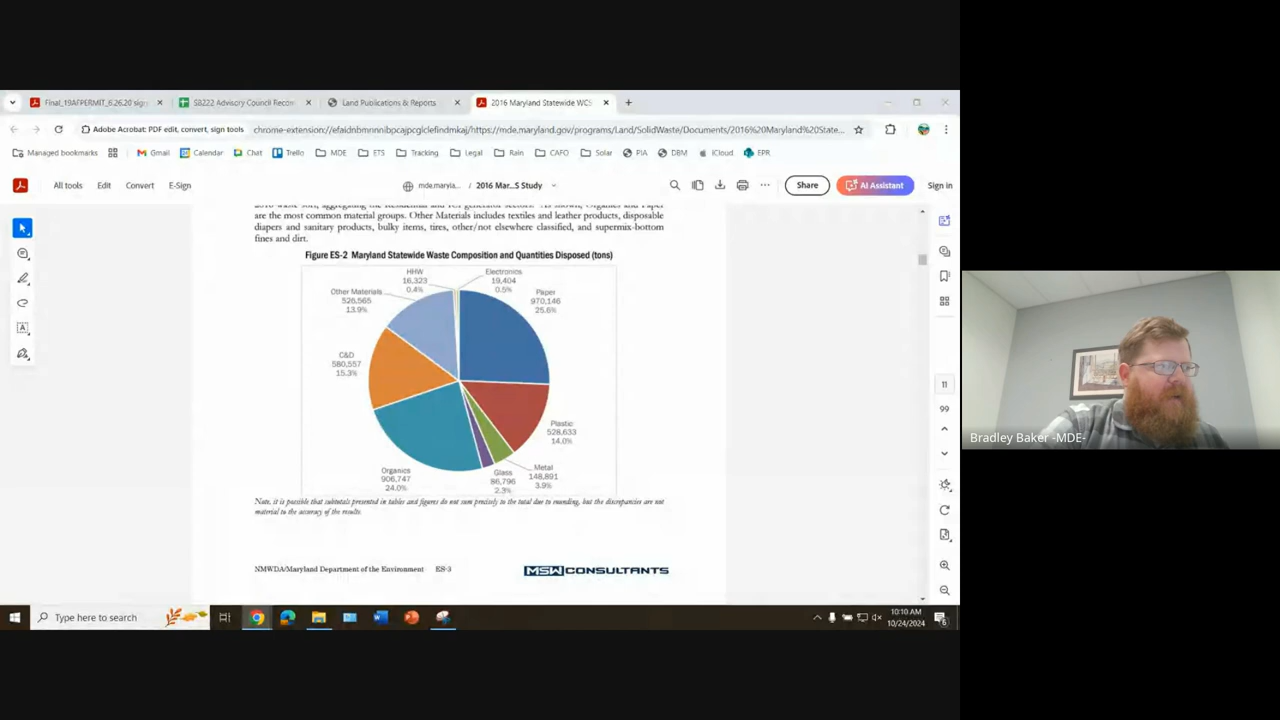 Final_19AFPERMIT_6.26.20 sig
SB222 Advisory Council Recon
Land Publications & Reports
2016 Maryland Statewide WCS
Adobe Acrobat: PDF edit, convert, sign tools
chrome-extension://efaidnbmnnnibpcajpcglclefindmkaj/https://mde.maryland.gov/programs/Land/SolidWaste/Documents/2016%20Maryland%20State...
Managed bookmarks
Gmail
Calendar
Chat
Trello
MDE
ETS
Tracking
Legal
Rain
CAFO
Solar
PIA
DBM
iCloud
EPR
All tools
Edit
Convert
E-Sign
mde.maryla... / 2016 Mar...S Study
Share
AI Assistant
Sign in
are the most common material groups. Other Materials includes textiles and leather products, disposable
diapers and sanitary products, bulky items, tires, other/not elsewhere classified, and supermix-bottom
fines and dirt.
Figure ES-2 Maryland Statewide Waste Composition and Quantities Disposed (tons)
HHW
16,323
0.4%
Electronics
19,404
0.5%
Other Materials
526,565
13.9%
Paper
970,146
25.6%
C&D
580,557
15.3%
Plastic
528,633
14.0%
Organics
906,747
24.0%
Glass
86,796
2.3%
Metal
148,891
3.9%
Note, it is possible that subtotals presented in tables and figures do not sum precisely to the total due to rounding, but the discrepancies are not
material to the accuracy of the results.
NMWDA/Maryland Department of the Environment ES-3
MSW CONSULTANTS
11
99
Type here to search
10:10 AM
10/24/2024
6
Bradley Baker -MDE-